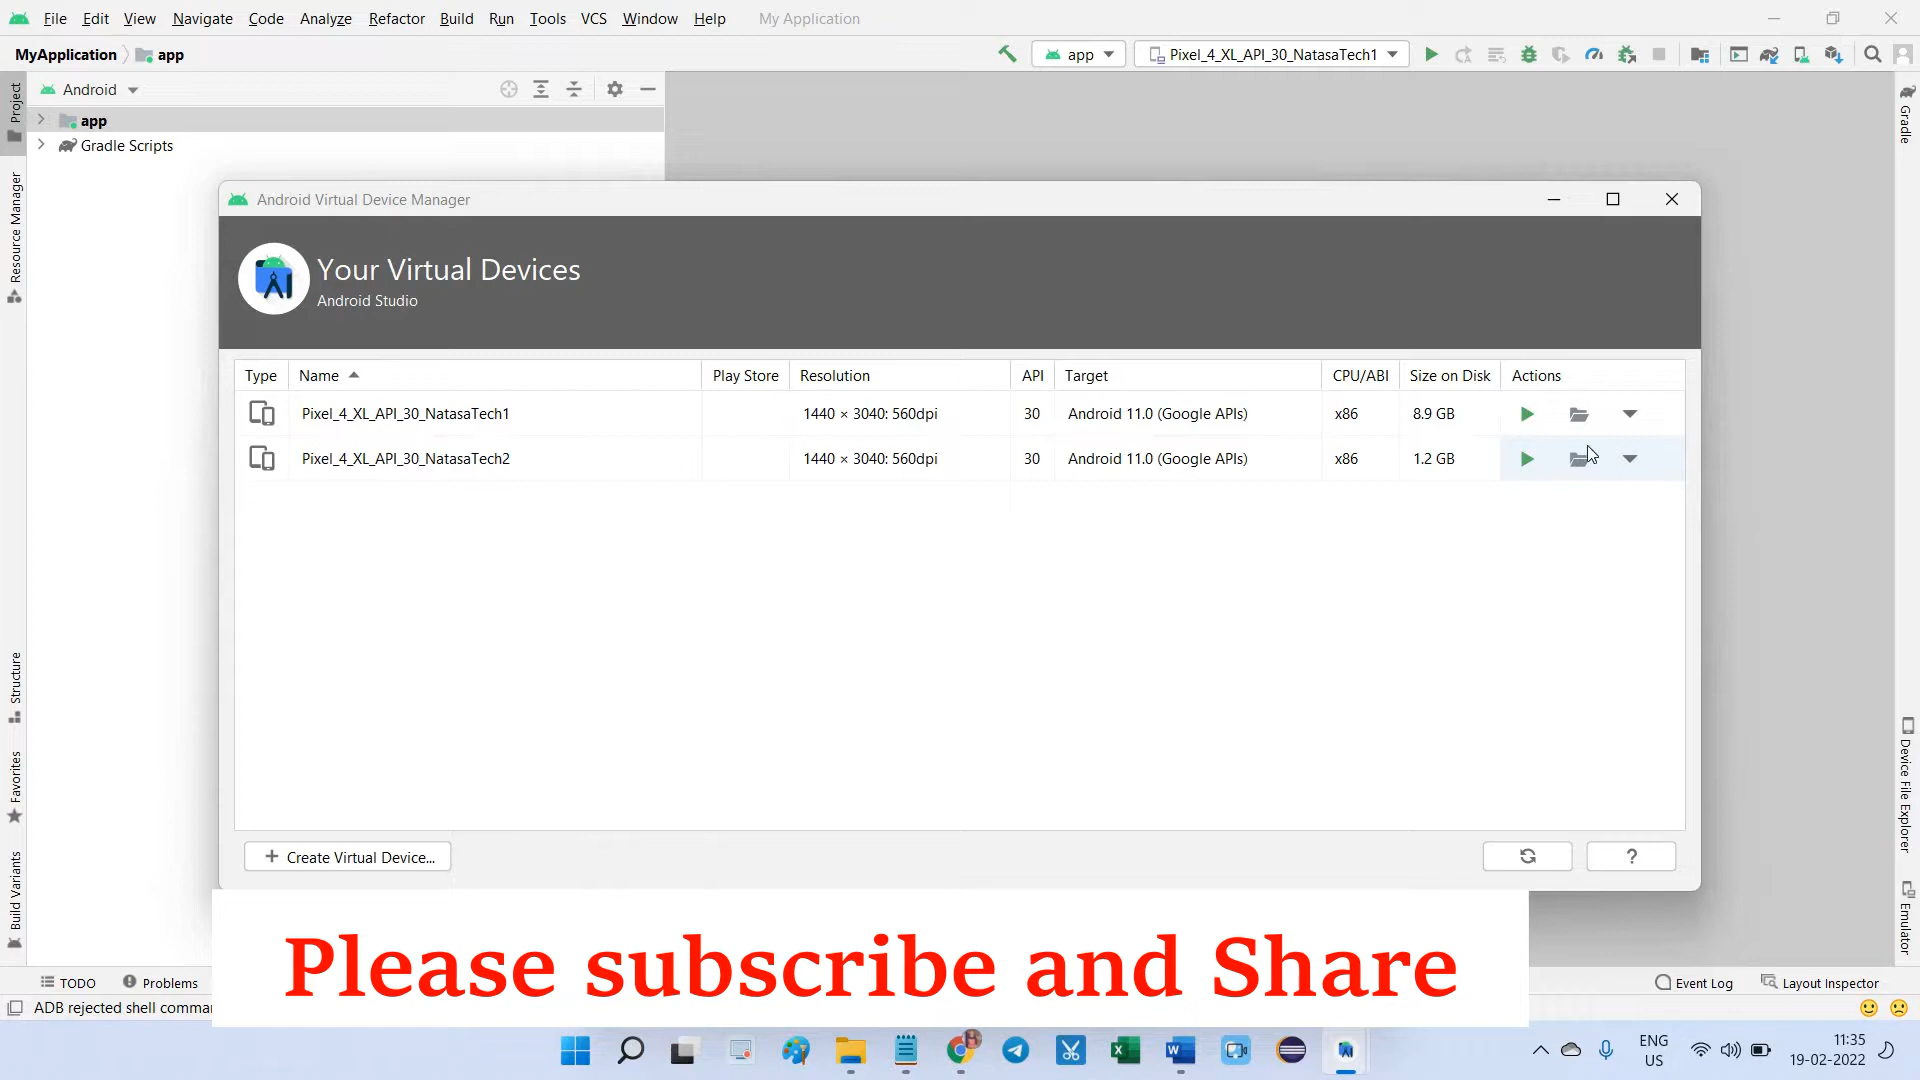 File Edit View Navigate Code Analyze Refactor Build Run Tools VCS Window Help My Application
MyApplication app
app
Pixel_4_XL_API_30_NatasaTech1
Android
app
Gradle Scripts
Project
Resource Manager
Structure
Favorites
Build Variants
Gradle
Device File Explorer
Emulator
Android Virtual Device Manager
Your Virtual Devices
Android Studio
Type Name Play Store Resolution API Target CPU/ABI Size on Disk Actions
Pixel_4_XL_API_30_NatasaTech1 1440 × 3040: 560dpi 30 Android 11.0 (Google APIs) x86 8.9 GB
Pixel_4_XL_API_30_NatasaTech2 1440 × 3040: 560dpi 30 Android 11.0 (Google APIs) x86 1.2 GB
+ Create Virtual Device...
?
Please subscribe and Share
TODO Problems
Event Log Layout Inspector
ADB rejected shell comma
ENG
US
11:35
19-02-2022